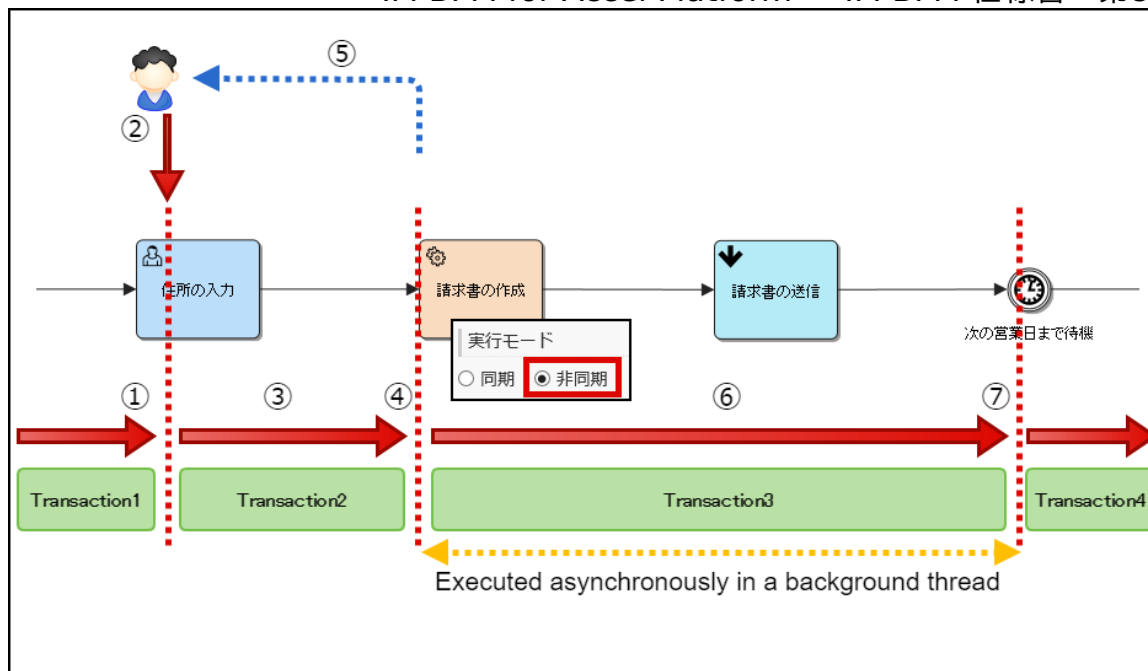 ⑤
②
住所の入力
請求書の作成
請求書の送信
次の営業日まで待機
実行モード
同期 非同期
① ③ ④ ⑥ ⑦
Transaction1 Transaction2 Transaction3 Transaction4
Executed asynchronously in a background thread